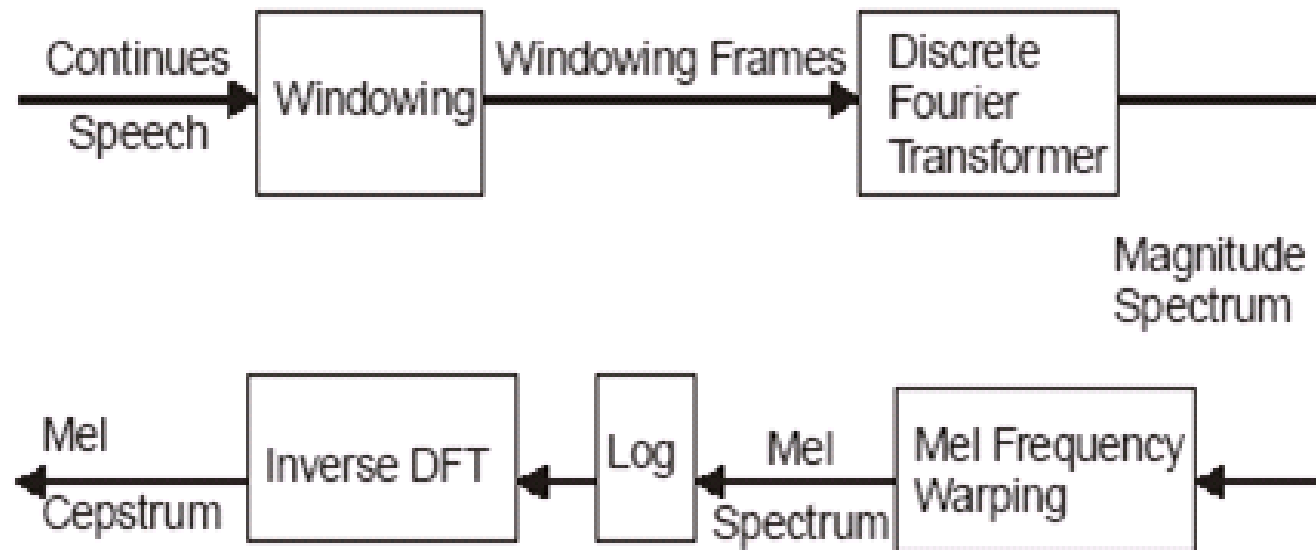 Continues
Speech
Windowing
Windowing Frames
Discrete
Fourier
Transformer
Magnitude
Spectrum
Mel Frequency
Warping
Mel
Spectrum
Log
Inverse DFT
Mel
Cepstrum